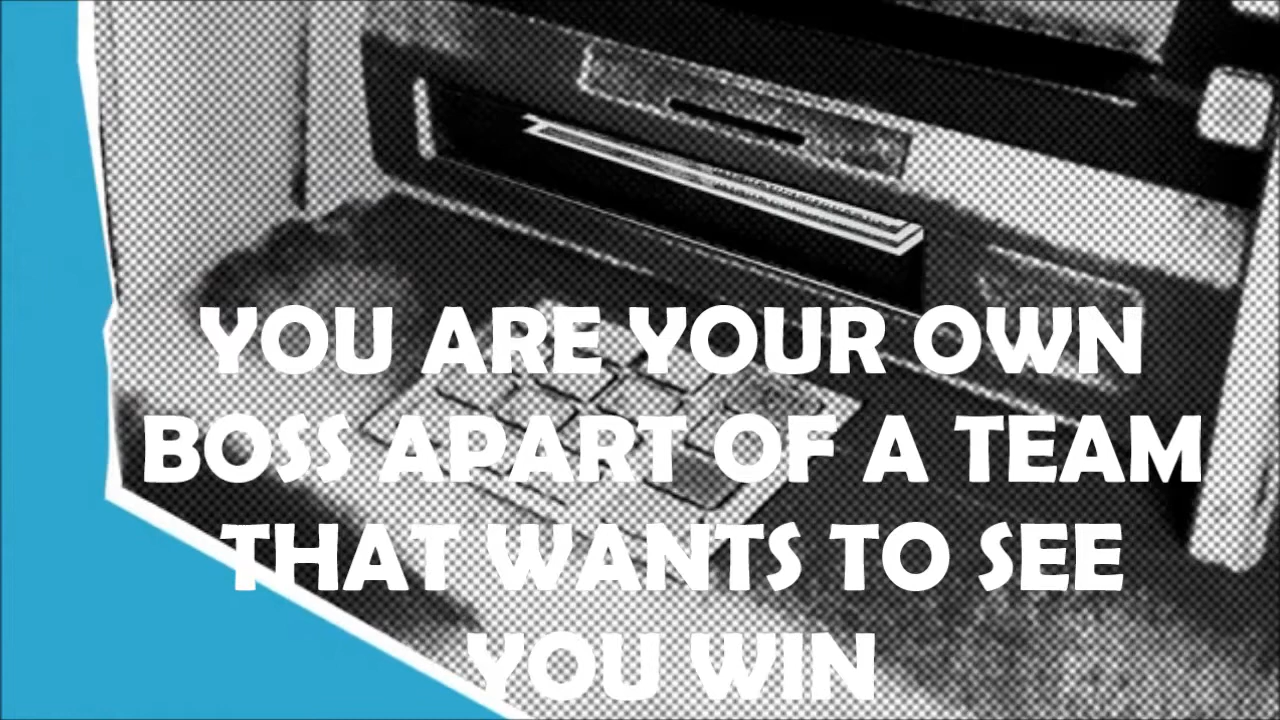 YOU ARE YOUR OWN
BOSS APART OF A TEAM
THAT WANTS TO SEE
YOU WIN